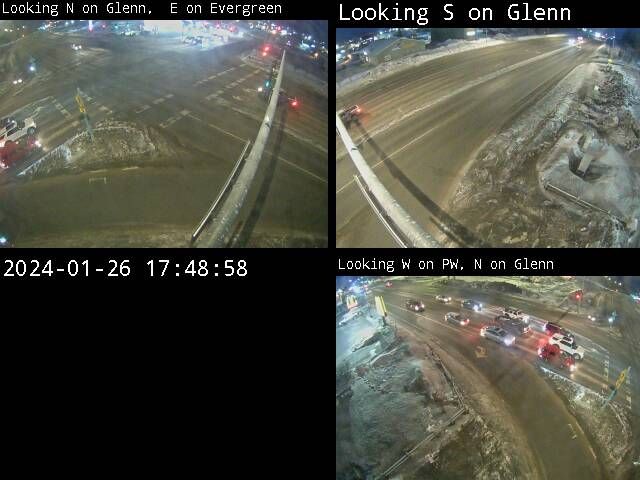 Looking N on Glenn,  E on Evergreen
Looking S on Glenn
2024-01-26 17:48:58
Looking W on PW, N on Glenn